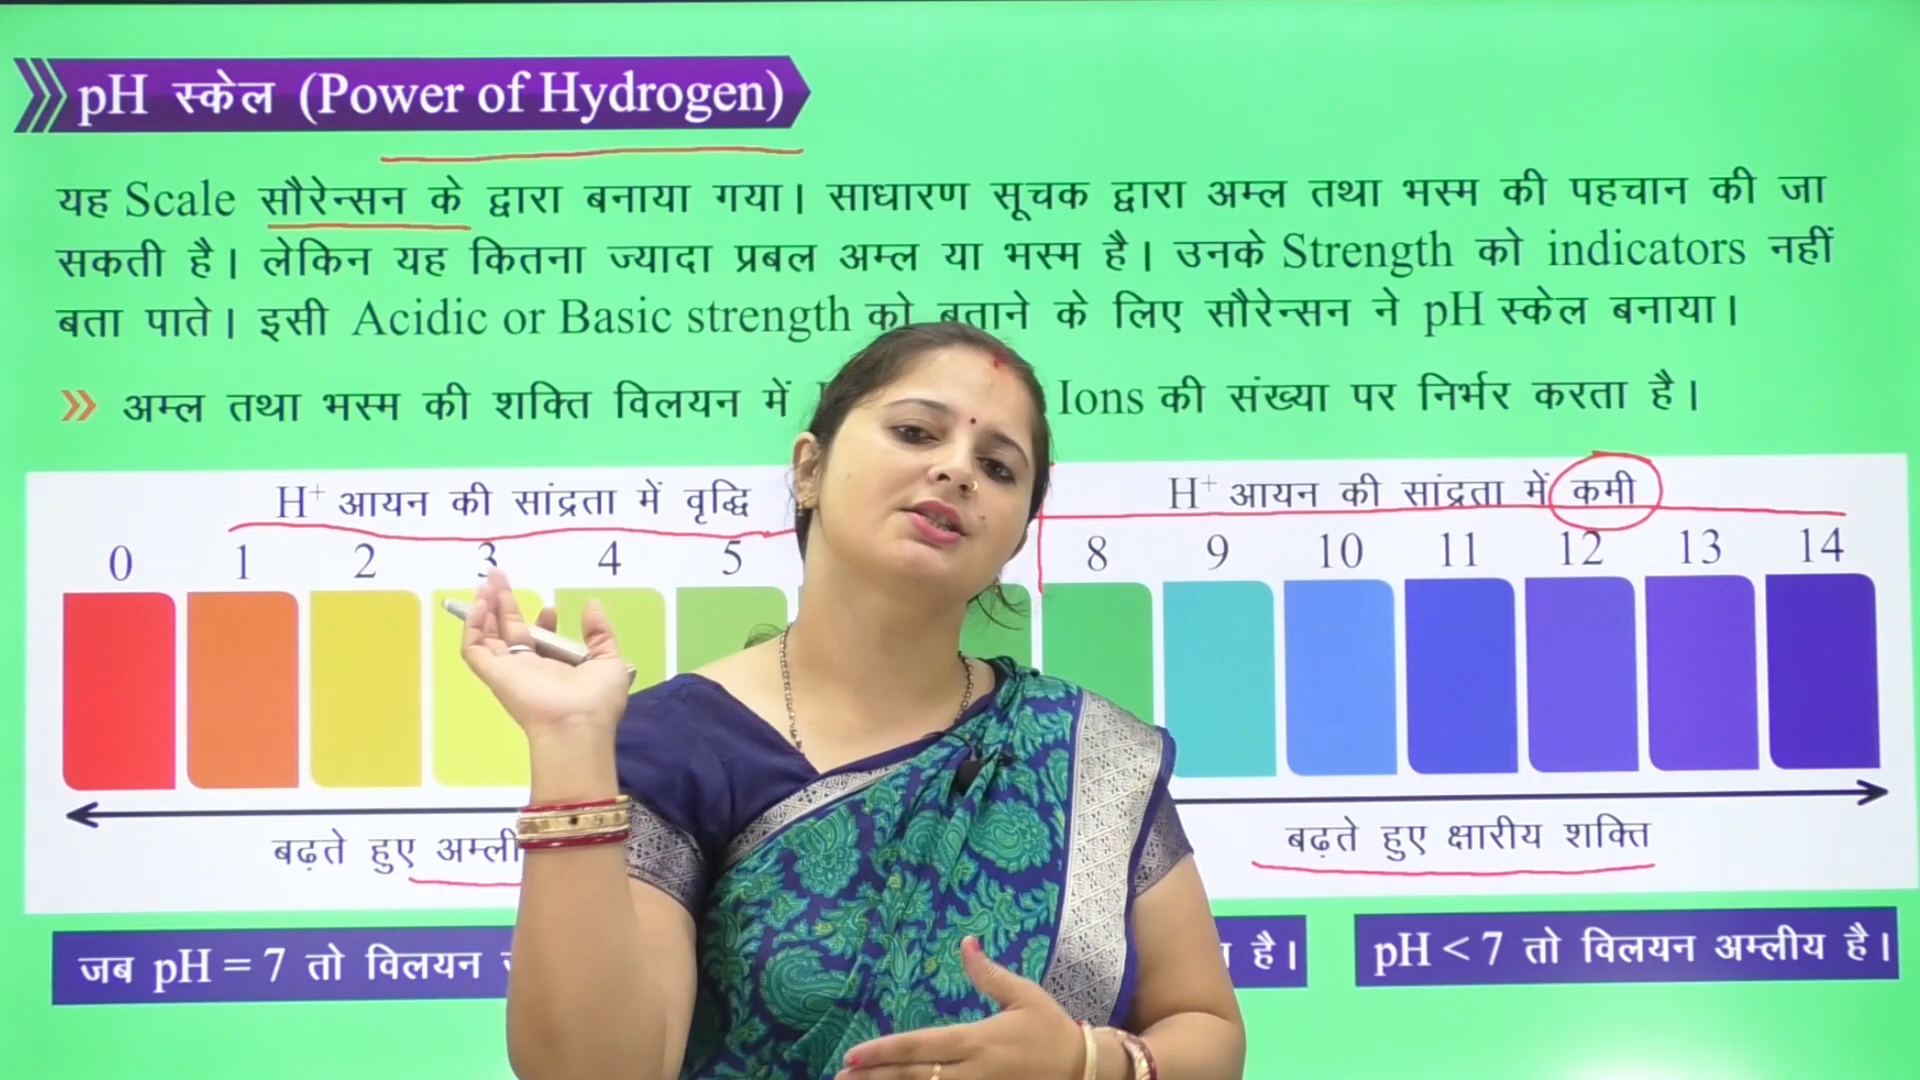 pH स्केल (Power of Hydrogen)
यह Scale सौरेन्सन के द्वारा बनाया गया। साधारण सूचक द्वारा अम्ल तथा भस्म की पहचान की जा
सकती है। लेकिन यह कितना ज्यादा प्रबल अम्ल या भस्म है। उनके Strength को indicators नहीं
बता पाते। इसी Acidic or Basic strength को बताने के लिए सौरेन्सन ने pH स्केल बनाया।
अम्ल तथा भस्म की शक्ति विलयन में Ions की संख्या पर निर्भर करता है।
H⁺ आयन की सांद्रता में वृद्धि H⁺ आयन की सांद्रता में कमी
0 1 2 3 4 5 8 9 10 11 12 13 14
बढ़ते हुए बढ़ते हुए क्षारीय शक्ति
जब pH = 7 तो विलयन है। pH < 7 तो विलयन अम्लीय है।